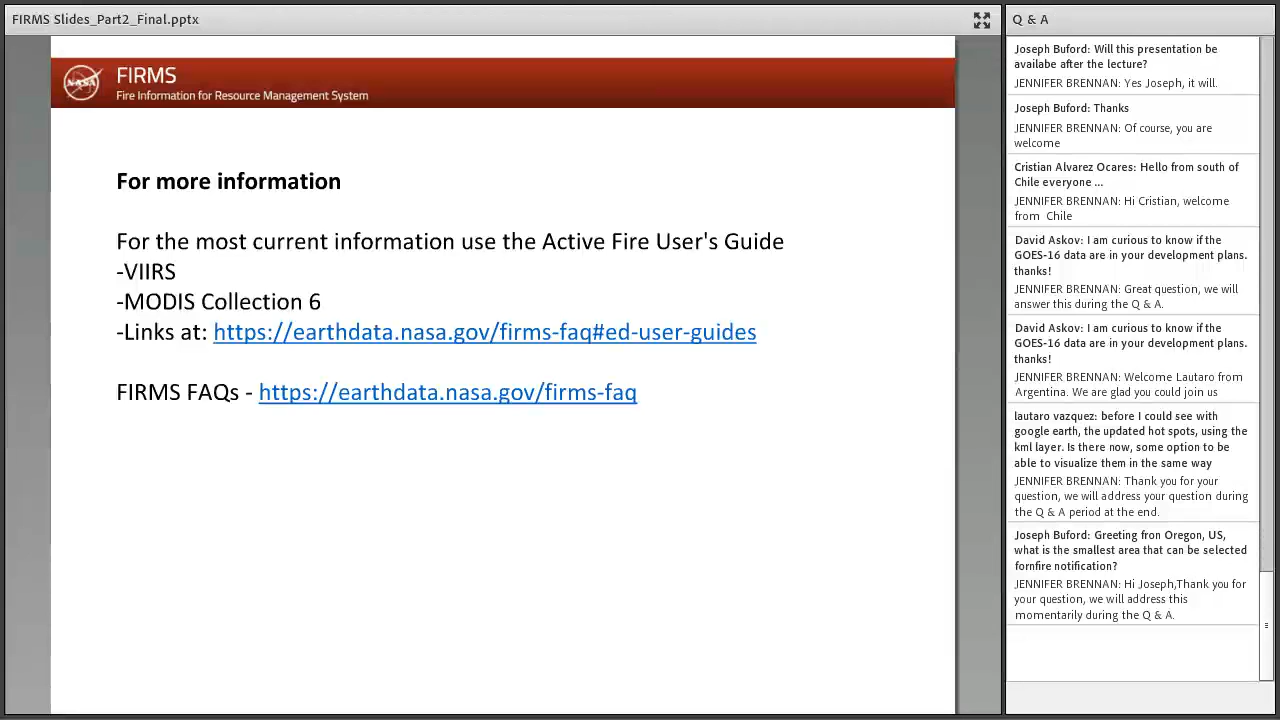 FIRMS Slides_Part2_Final.pptx
NASA
FIRMS
Fire Information for Resource Management System
For more information
For the most current information use the Active Fire User's Guide
-VIIRS
-MODIS Collection 6
-Links at: https://earthdata.nasa.gov/firms-faq#ed-user-guides
FIRMS FAQs - https://earthdata.nasa.gov/firms-faq
Q & A
Joseph Buford: Will this presentation be
availabe after the lecture?
JENNIFER BRENNAN: Yes Joseph, it will.
Joseph Buford: Thanks
JENNIFER BRENNAN: Of course, you are
welcome
Cristian Alvarez Ocares: Hello from south of
Chile everyone ...
JENNIFER BRENNAN: Hi Cristian, welcome
from Chile
David Askov: I am curious to know if the
GOES-16 data are in your development plans.
thanks!
JENNIFER BRENNAN: Great question, we will
answer this during the Q & A.
David Askov: I am curious to know if the
GOES-16 data are in your development plans.
thanks!
JENNIFER BRENNAN: Welcome Lautaro from
Argentina. We are glad you could join us
lautaro vazquez: before I could see with
google earth, the updated hot spots, using the
kml layer. Is there now, some option to be
able to visualize them in the same way
JENNIFER BRENNAN: Thank you for your
question, we will address your question during
the Q & A period at the end.
Joseph Buford: Greeting fron Oregon, US,
what is the smallest area that can be selected
fornfire notification?
JENNIFER BRENNAN: Hi Joseph,Thank you for
your question, we will address this
momentarily during the Q & A.